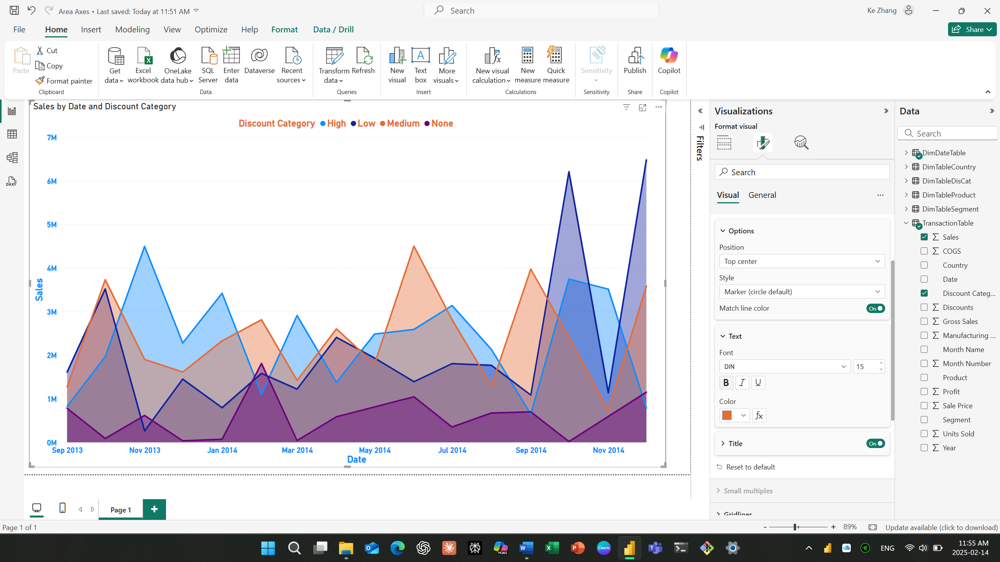 Area Axes • Last saved: Today at 11:51 AM
Search
Ke Zhang
File
Home
Insert
Modeling
View
Optimize
Help
Format
Data / Drill
Share
Paste
Cut
Copy
Format painter
Clipboard
Get data
Excel workbook
OneLake data hub
SQL Server
Enter data
Dataverse
Recent sources
Data
Transform data
Refresh
Queries
New visual
Text box
More visuals
Insert
New visual calculation
New measure
Quick measure
Calculations
Sensitivity
Sensitivity
Publish
Share
Copilot
Copilot
DAX
Sales by Date and Discount Category
Discount Category High Low Medium None
7M
6M
5M
4M
3M
2M
1M
0M
Sales
Sep 2013 Nov 2013 Jan 2014 Mar 2014 May 2014 Jul 2014 Sep 2014 Nov 2014
Date
Filters
Visualizations
Format visual
Search
Visual General
Options
Position
Top center
Style
Marker (circle default)
Match line color On
Text
Font
DIN 15
B I U
Color
fx
Title On
Reset to default
Small multiples
Gridlines
Data
Search
DimDateTable
DimTableCountry
DimTableDisCat
DimTableProduct
DimTableSegment
TransactionTable
Σ Sales
Σ COGS
Country
Date
Discount Categ...
Σ Discounts
Σ Gross Sales
Σ Manufacturing ...
Month Name
Σ Month Number
Product
Σ Profit
Σ Sale Price
Segment
Σ Units Sold
Σ Year
Page 1
+
Page 1 of 1
- + 89%
Update available (click to download)
M365
Canva
ENG
11:55 AM
2025-02-14